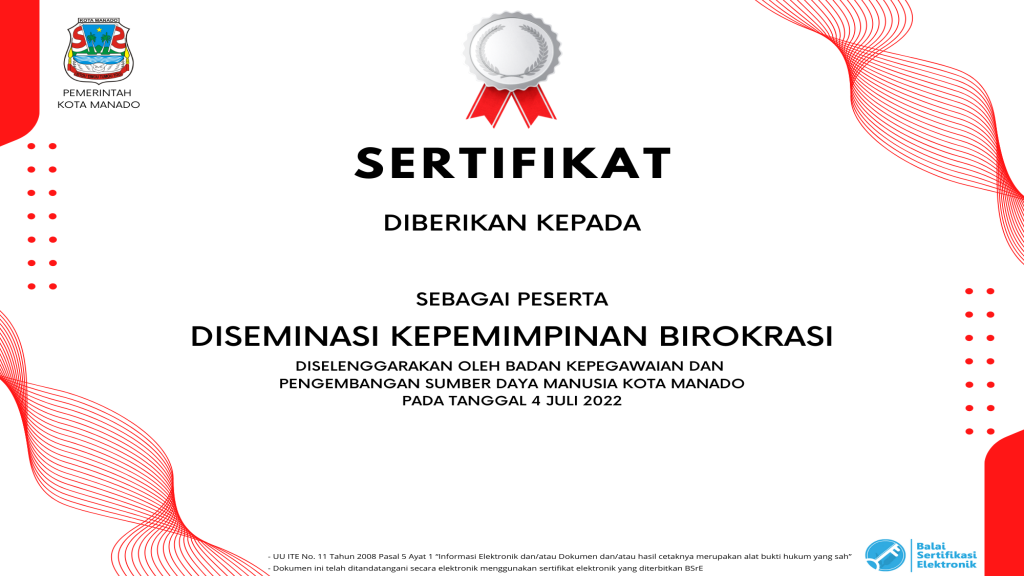 KOTA MANADO
PEMERINTAH
KOTA MANADO
SERTIFIKAT
DIBERIKAN KEPADA
SEBAGAI PESERTA
DISEMINASI KEPEMIMPINAN BIROKRASI
DISELENGGARAKAN OLEH BADAN KEPEGAWAIAN DAN
PENGEMBANGAN SUMBER DAYA MANUSIA KOTA MANADO
PADA TANGGAL 4 JULI 2022
- UU ITE No. 11 Tahun 2008 Pasal 5 Ayat 1 "Informasi Elektronik dan/atau Dokumen dan/atau hasil cetaknya merupakan alat bukti hukum yang sah"
- Dokumen ini telah ditandatangani secara elektronik menggunakan sertifikat elektronik yang diterbitkan BSrE
Balai
Sertifikasi
Elektronik